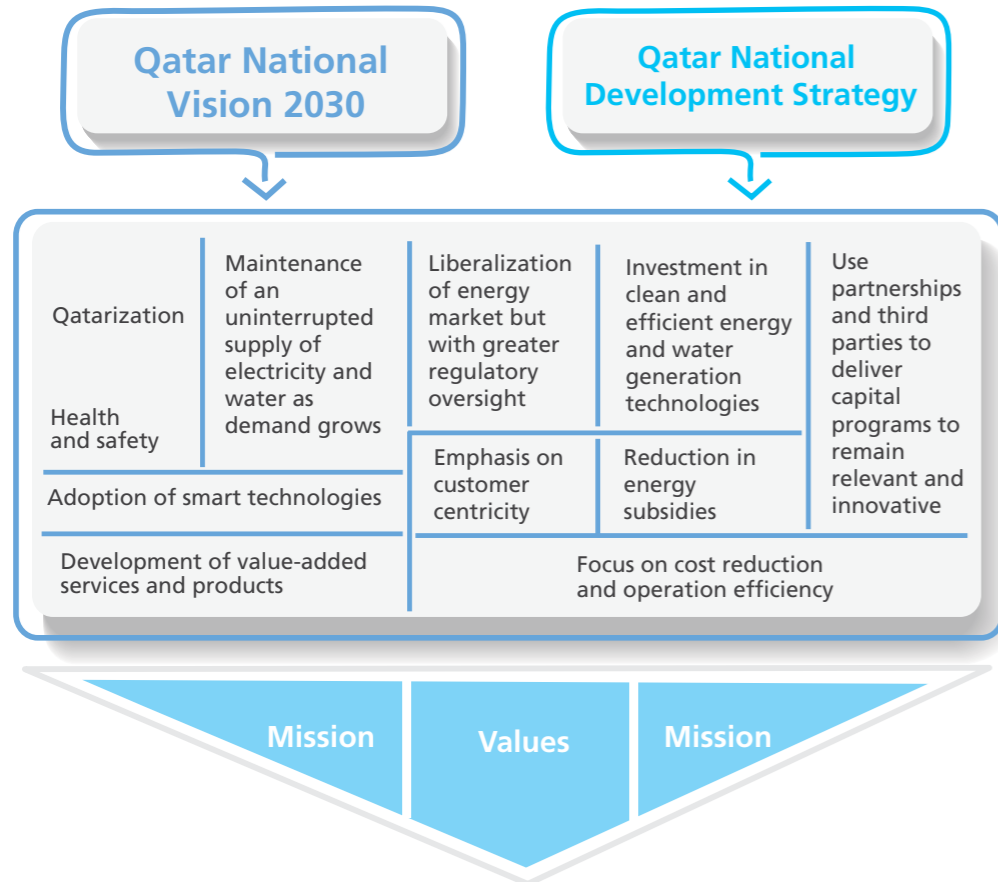 Qatar National
Vision 2030
Qatar National
Development Strategy
Qatarization
Health
and safety
Maintenance
of an
uninterrupted
supply of
electricity and
water as
demand grows
Liberalization
of energy
market but
with greater
regulatory
oversight
Investment in
clean and
efficient energy
and water
generation
technologies
Use
partnerships
and third
parties to
deliver
capital
programs to
remain
relevant and
innovative
Adoption of smart technologies
Emphasis on
customer
centricity
Reduction in
energy
subsidies
Development of value-added
services and products
Focus on cost reduction
and operation efficiency
Mission
Values
Mission